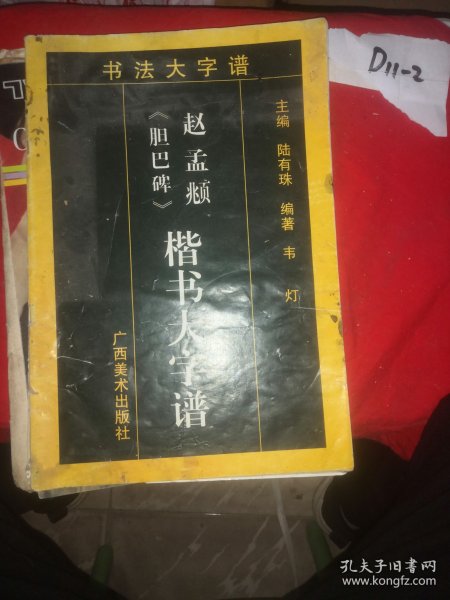 书法大字谱
主编 陆有珠 编著 韦 灯
赵孟頫
《胆巴碑》
楷书大字谱
广西美术出版社
D11-2
孔夫子旧书网
www.kongfz.com